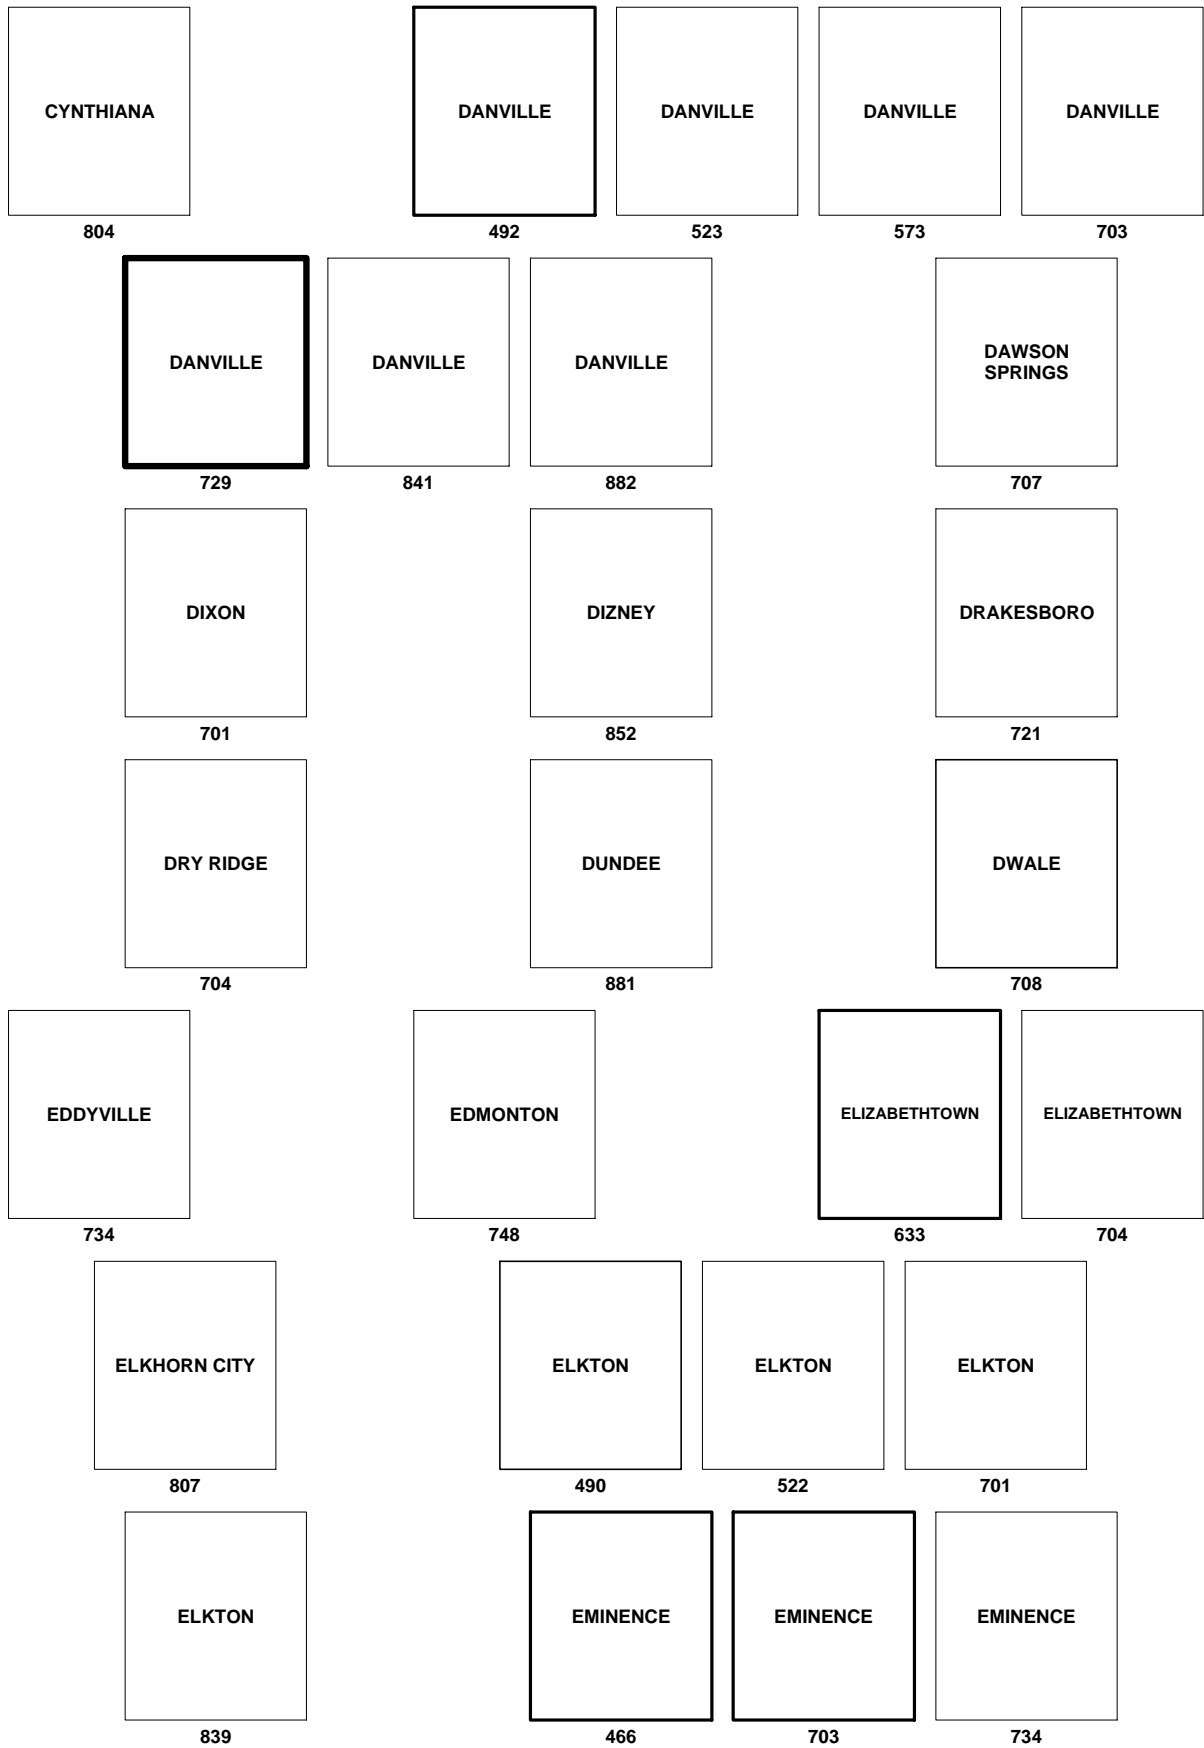 CYNTHIANA
DANVILLE
DANVILLE
DANVILLE
DANVILLE
804
492
523
573
703
DANVILLE
DANVILLE
DANVILLE
DAWSON
SPRINGS
729
841
882
707
DIXON
DIZNEY
DRAKESBORO
701
852
721
DRY RIDGE
DUNDEE
DWALE
704
881
708
EDDYVILLE
EDMONTON
ELIZABETHTOWN
ELIZABETHTOWN
734
748
633
704
ELKHORN CITY
ELKTON
ELKTON
ELKTON
807
490
522
701
ELKTON
EMINENCE
EMINENCE
EMINENCE
839
466
703
734